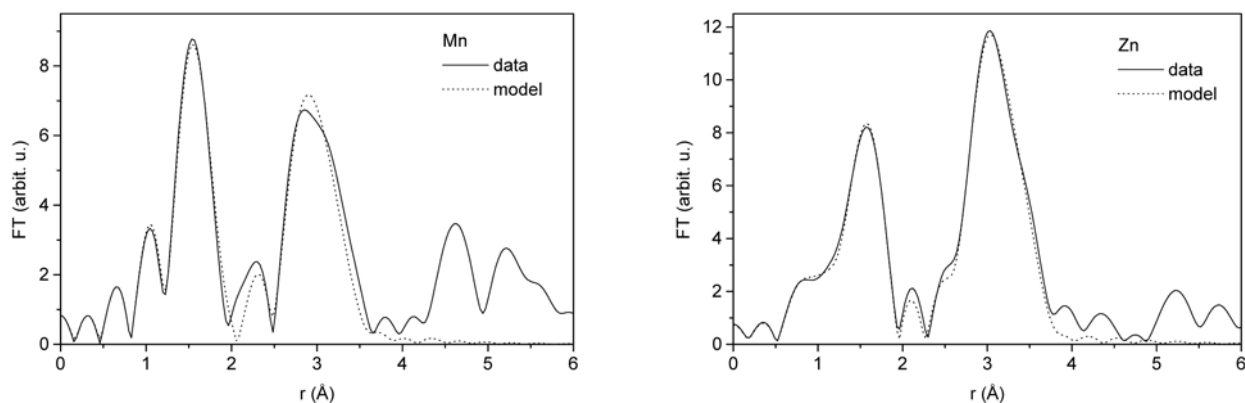 Mn
data
model
8
6
4
2
0
0 1 2 3 4 5 6
FT (arbit. u.)
r (Å)
Zn
data
model
12
10
8
6
4
2
0
0 1 2 3 4 5 6
FT (arbit. u.)
r (Å)